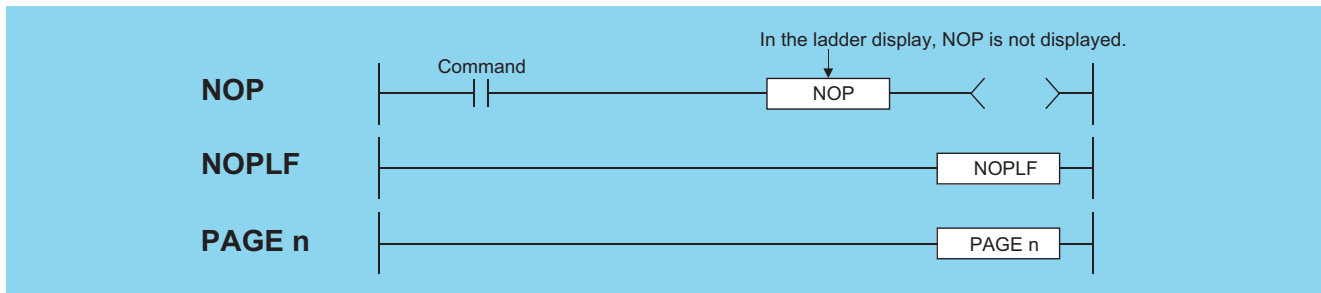 In the ladder display, NOP is not displayed.
Command
NOP
NOP
NOPLF
NOPLF
PAGE n
PAGE n